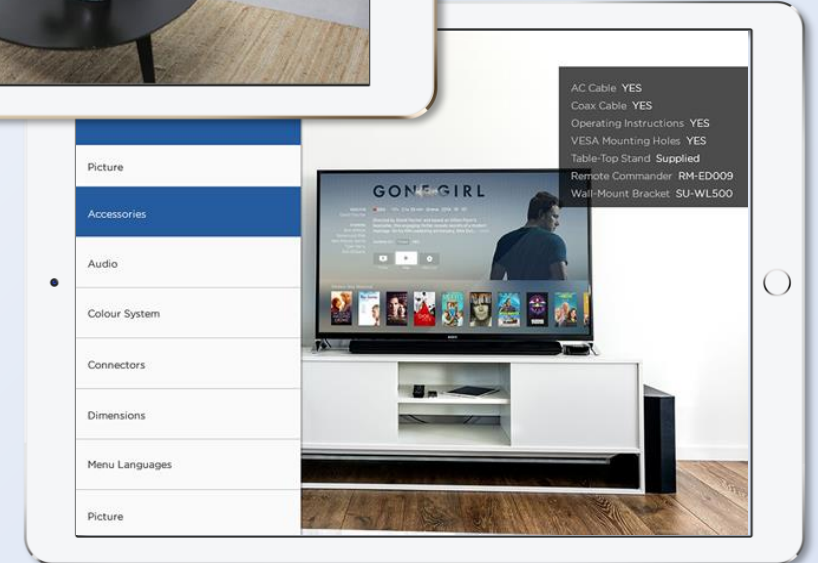 Picture
Accessories
Audio
Colour System
Connectors
Dimensions
Menu Languages
Picture
AC Cable YES
Coax Cable YES
Operating Instructions YES
VESA Mounting Holes YES
Table-Top Stand Supplied
Remote Commander RM-ED009
Wall-Mount Bracket SU-WL500
GONE GIRL
SONY